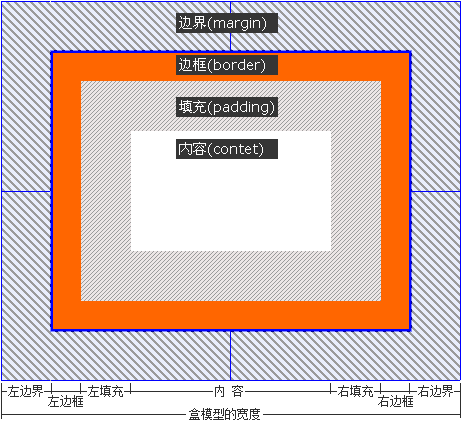 边界(margin)
边框(border)
填充(padding)
内容(contet)
左边界 左填充 内 容 右填充 右边界
左边框 右边框
盒模型的宽度